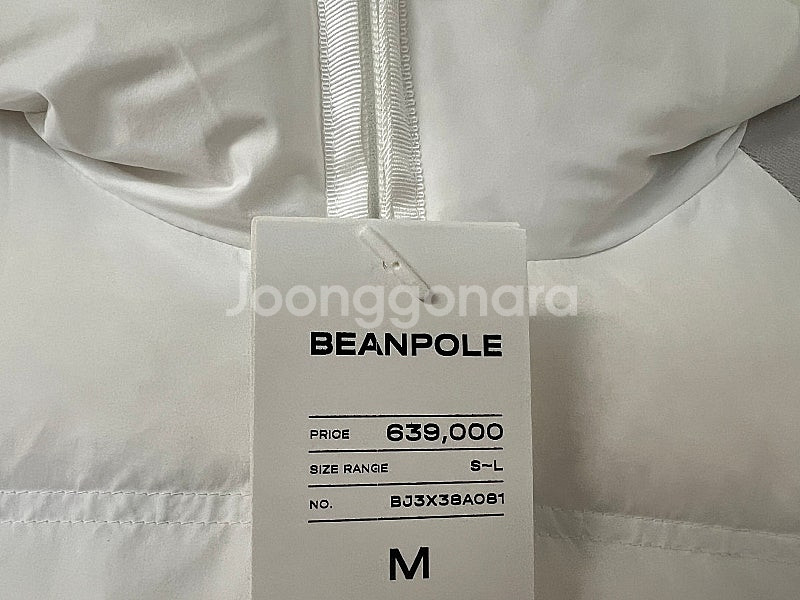 Joonggonara
BEANPOLE
PRICE 639,000
SIZE RANGE S~L
NO. BJ3X38A081
M